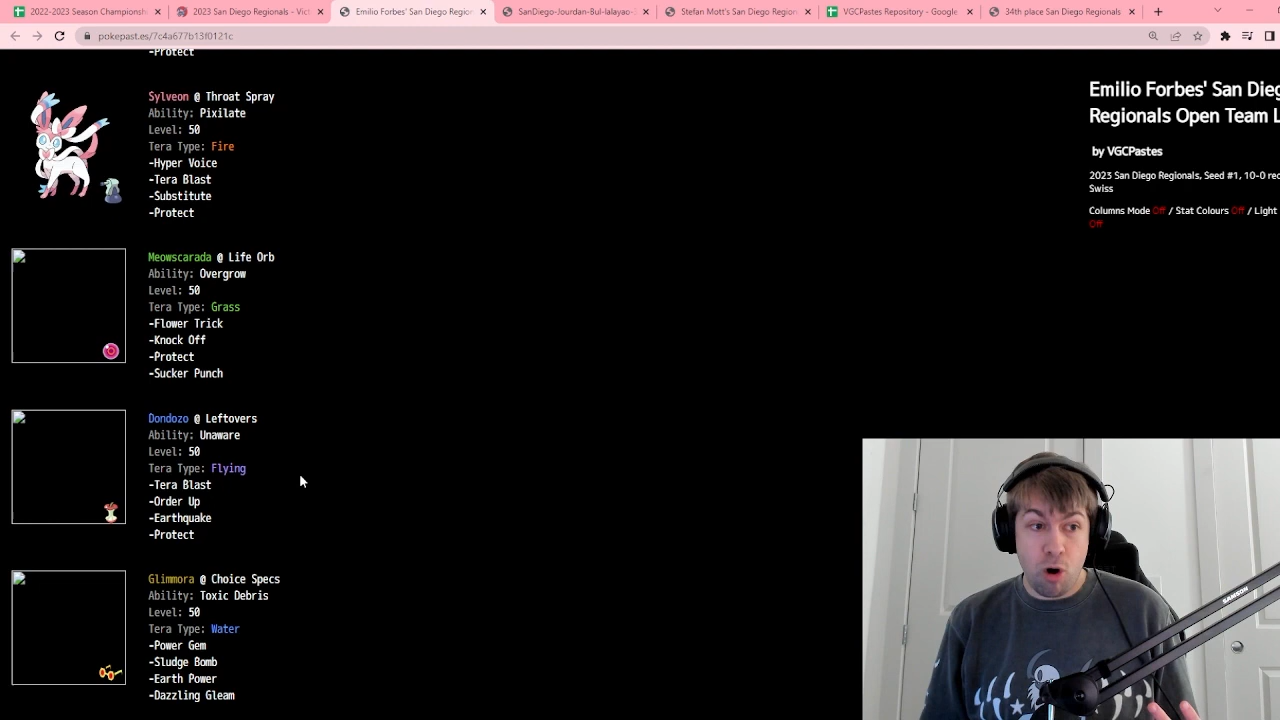 2022-2023 Season Championsh
2023 San Diego Regionals - Vict
Emilio Forbes' San Diego Region
SanDiego-Jourdan-Bul-lalayao-
Stefan Mott's San Diego Region
VGCPastes Repository - Google
34th place San Diego Regionals
pokepast.es/7c4a677b13f0121c
-Protect
Sylveon @ Throat Spray
Ability: Pixilate
Level: 50
Tera Type: Fire
-Hyper Voice
-Tera Blast
-Substitute
-Protect
Meowscarada @ Life Orb
Ability: Overgrow
Level: 50
Tera Type: Grass
-Flower Trick
-Knock Off
-Protect
-Sucker Punch
Dondozo @ Leftovers
Ability: Unaware
Level: 50
Tera Type: Flying
-Tera Blast
-Order Up
-Earthquake
-Protect
Glimmora @ Choice Specs
Ability: Toxic Debris
Level: 50
Tera Type: Water
-Power Gem
-Sludge Bomb
-Earth Power
-Dazzling Gleam
Emilio Forbes' San Dieg
Regionals Open Team L
by VGCPastes
2023 San Diego Regionals, Seed #1, 10-0 rec
Swiss
Columns Mode Off / Stat Colours Off / Light
Off
SAMSON